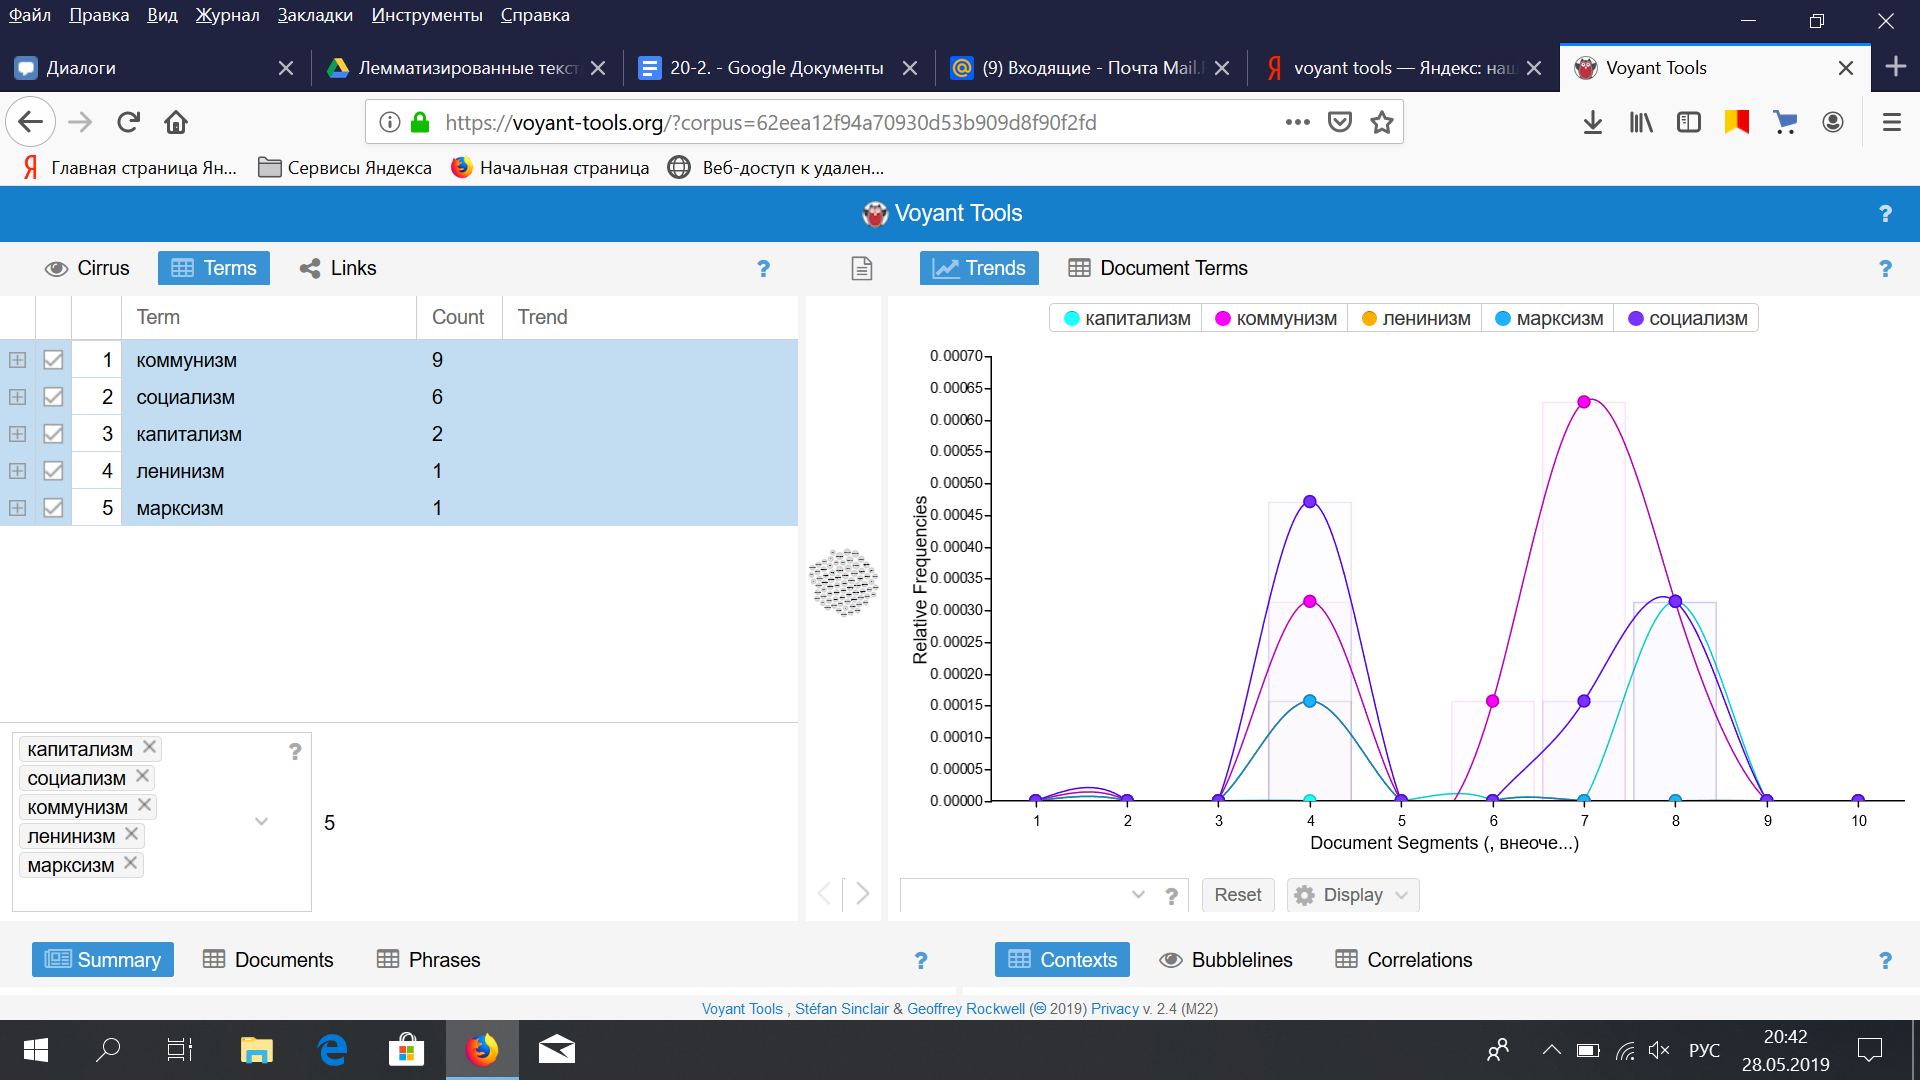 Файл Правка Вид Журнал Закладки Инструменты Справка
Диалоги
Лемматизированные текст
20-2. - Google Документы
(9) Входящие - Почта Mail.
voyant tools — Яндекс: наш
Voyant Tools
https://voyant-tools.org/?corpus=62eea12f94a70930d53b909d8f90f2fd
Главная страница Ян...
Сервисы Яндекса
Начальная страница
Веб-доступ к удален...
Voyant Tools
?
Cirrus Terms Links ?
Trends Document Terms ?
Term Count Trend
1 коммунизм 9
2 социализм 6
3 капитализм 2
4 ленинизм 1
5 марксизм 1
капитализм
социализм
коммунизм
ленинизм
марксизм
?
5
капитализм коммунизм ленинизм марксизм социализм
0.00070
0.00065
0.00060
0.00055
0.00050
0.00045
0.00040
0.00035
0.00030
0.00025
0.00020
0.00015
0.00010
0.00005
0.00000
Relative Frequencies
1 2 3 4 5 6 7 8 9 10
Document Segments (, внеоче...)
? Reset Display
Summary Documents Phrases ?
Contexts Bubblelines Correlations ?
Voyant Tools , Stéfan Sinclair & Geoffrey Rockwell (© 2019) Privacy v. 2.4 (M22)
РУС
20:42
28.05.2019